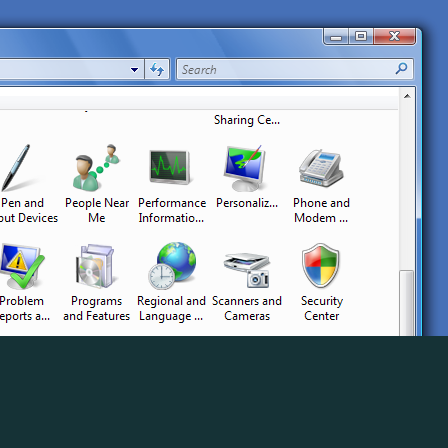 Search
Sharing Ce...
Pen and
out Devices
People Near
Me
Performance
Informatio...
Personaliz...
Phone and
Modem ...
Problem
eports a...
Programs
and Features
Regional and
Language ...
Scanners and
Cameras
Security
Center